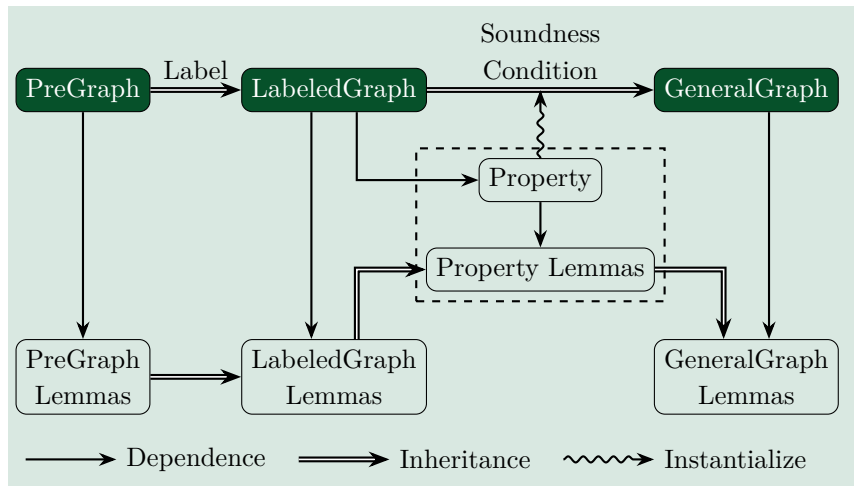 Soundness
Label
Condition
PreGraph
LabeledGraph
GeneralGraph
Property
Property Lemmas
PreGraph
Lemmas
LabeledGraph
Lemmas
GeneralGraph
Lemmas
Dependence
Inheritance
Instantialize